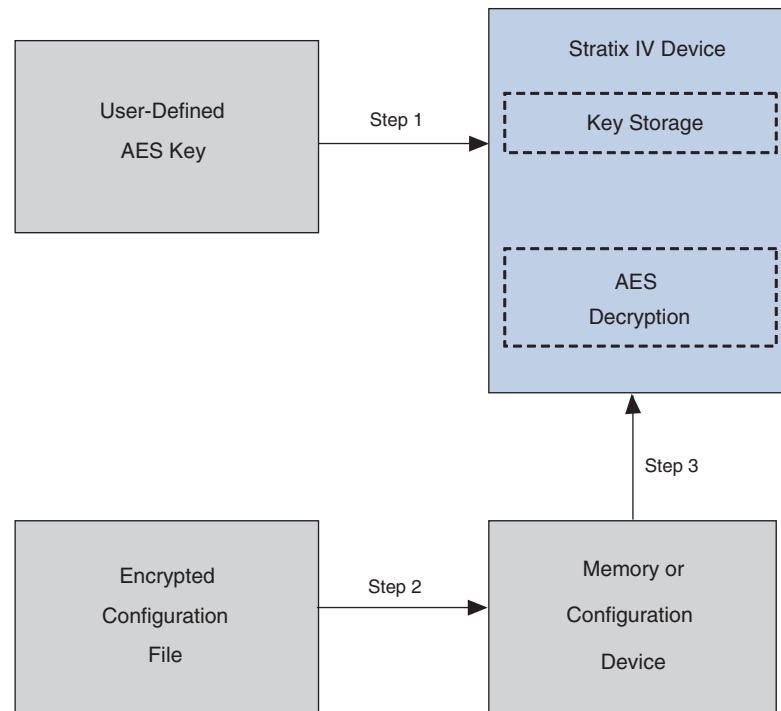 User-Defined
AES Key
Step 1
Stratix IV Device
Key Storage
AES
Decryption
Step 3
Encrypted
Configuration
File
Step 2
Memory or
Configuration
Device